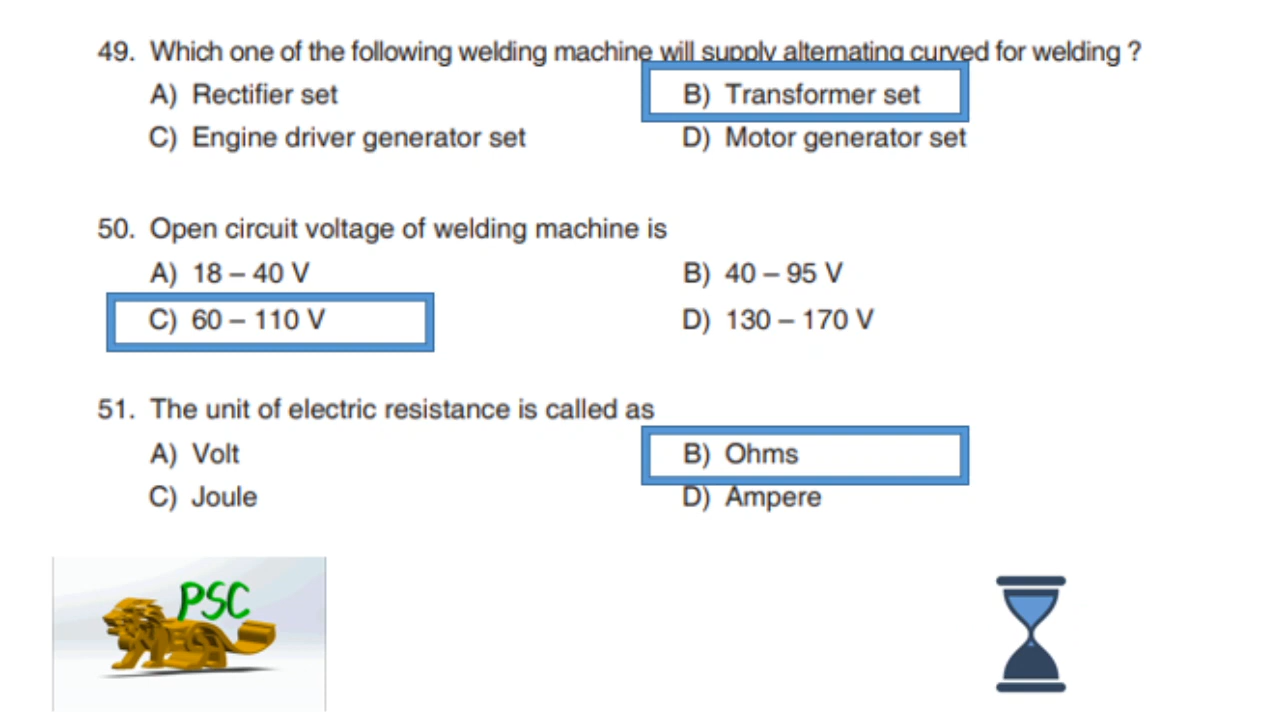 49. Which one of the following welding machine will supply alternating curved for welding ?
A) Rectifier set B) Transformer set
C) Engine driver generator set D) Motor generator set
50. Open circuit voltage of welding machine is
A) 18 – 40 V B) 40 – 95 V
C) 60 – 110 V D) 130 – 170 V
51. The unit of electric resistance is called as
A) Volt B) Ohms
C) Joule D) Ampere
PSC